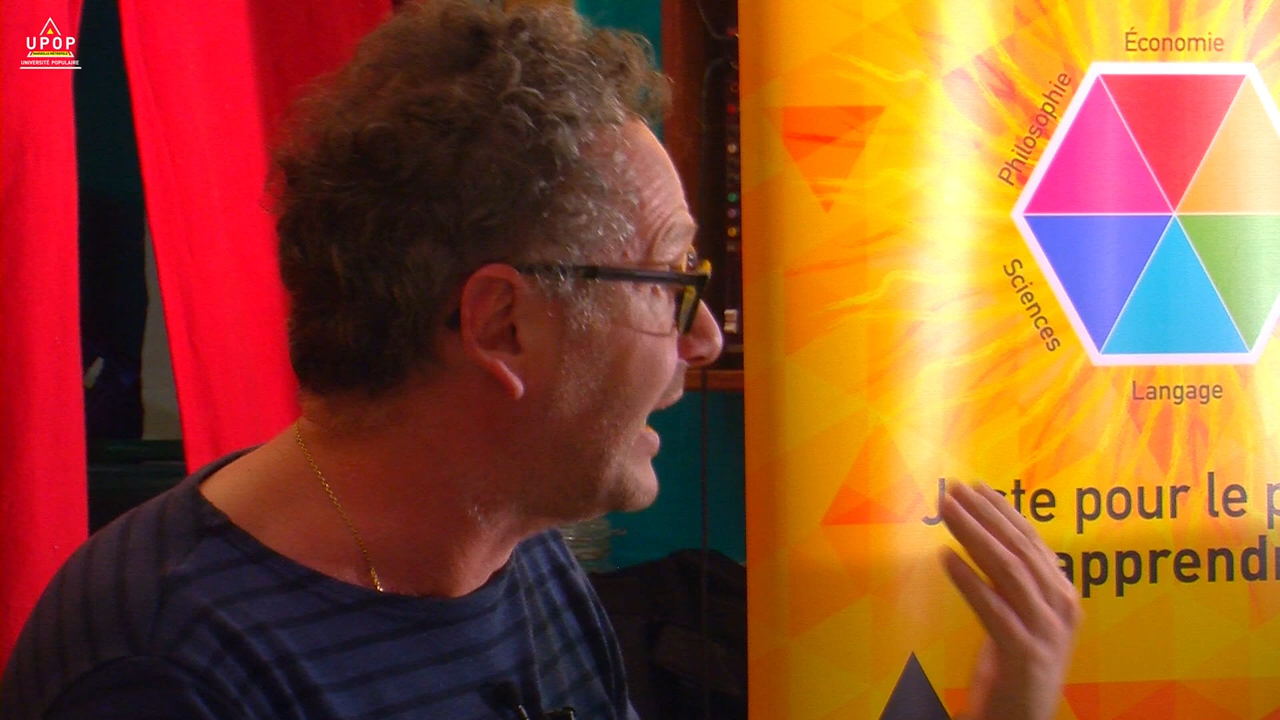 UPOP
UNIVERSITÉ POPULAIRE
Économie
Philosophie
Sciences
Langage
pour le p
apprend